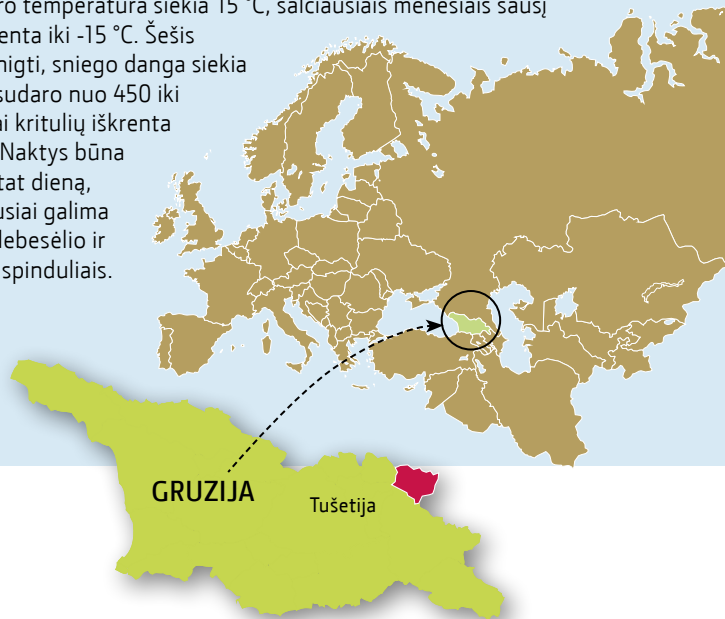 ro temperatūra siekia 15 °C, šalčiausiais mėnesiais sausį
enta iki -15 °C. Šešis
nigti, sniego danga siekia
sudaro nuo 450 iki
ai kritulių iškrenta
Naktys būna
tat dieną,
usiai galima
debesėlio ir
spinduliais.
GRUZIJA
Tušetija